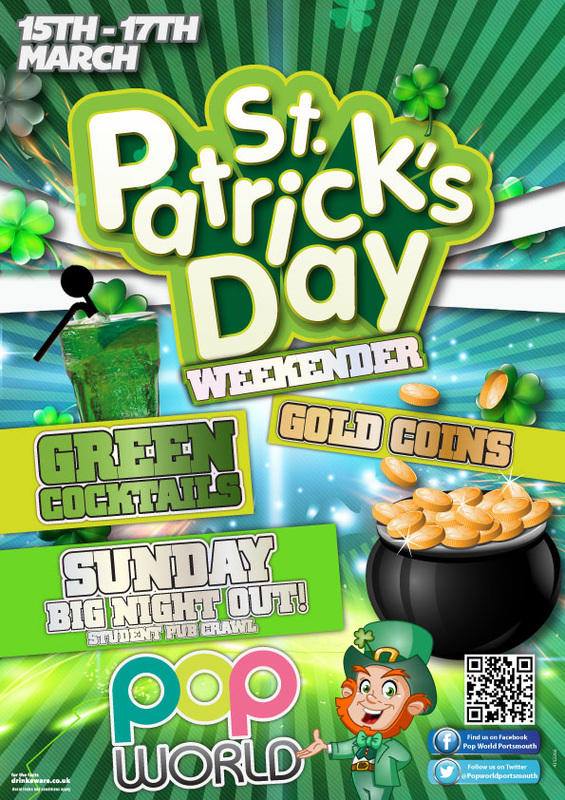 15TH - 17TH
MARCH
St.
Patrick's
Day
WEEKENDER
GOLD COINS
GREEN
COCKTAILS
SUNDAY
BIG NIGHT OUT!
STUDENT PUB CRAWL
pop
WORLD
Find us on Facebook
Pop World Portsmouth
Follow us on Twitter
@Popworldportsmouth
for the facts
drinkaware.co.uk